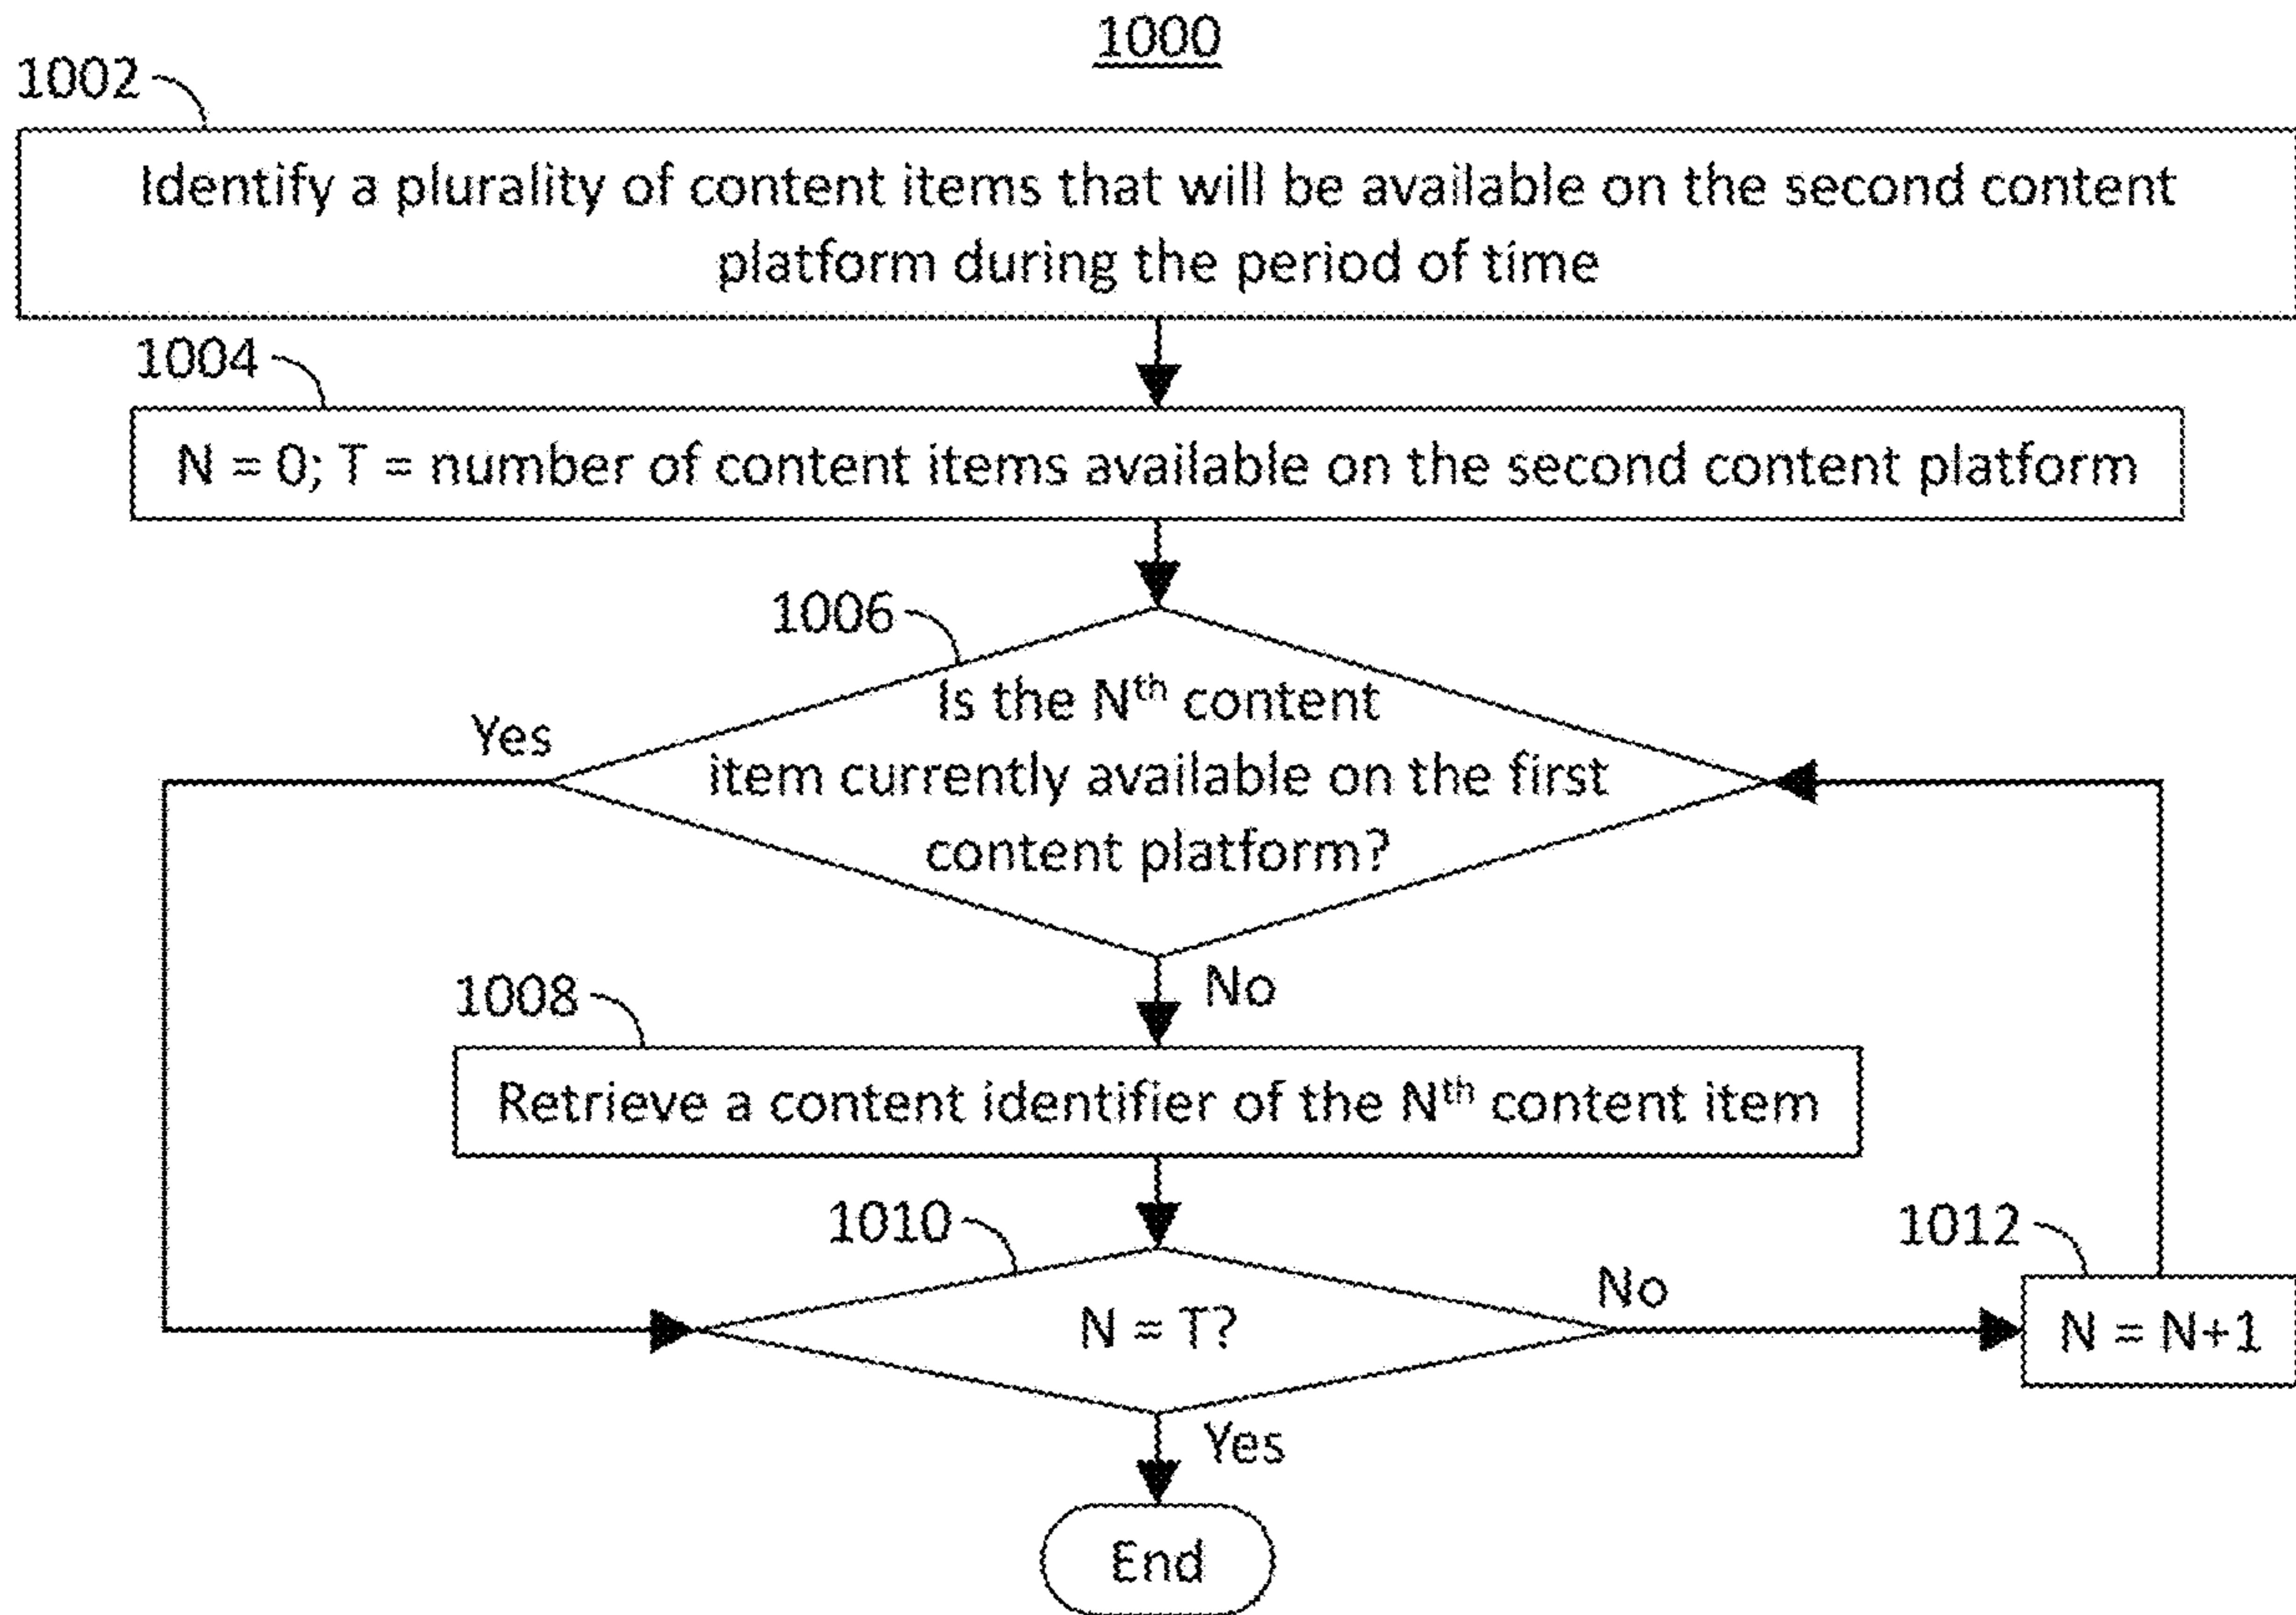 1000
1002
Identify a plurality of content items that will be available on the second content
platform during the period of time
1004
N = 0; T = number of content items available on the second content platform
1006
Is the Nth content
Yes
item currently available on the first
content platform?
No
1008
Retrieve a content identifier of the Nth content item
1010
1012
No
N = T?
N = N+1
Yes
End